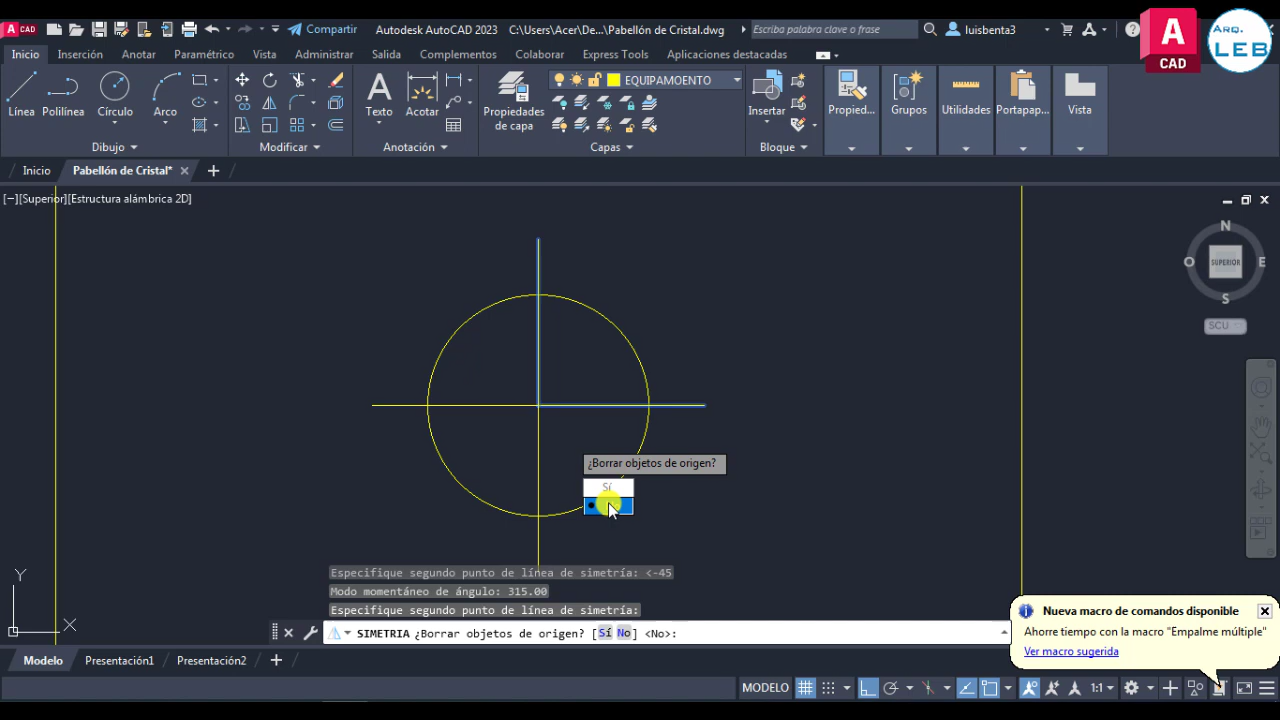 CAD
Compartir
Autodesk AutoCAD 2023
C:\Users\Acer\De...\Pabellón de Cristal.dwg
Escriba palabra clave o frase
luisbenta3
A
CAD
ARQ.
LEB
Inicio
Inserción
Anotar
Paramétrico
Vista
Administrar
Salida
Complementos
Colaborar
Express Tools
Aplicaciones destacadas
EQUIPAMOENTO
Línea
Polilínea
Círculo
Arco
Texto
Acotar
Propiedades
de capa
Insertar
Propied...
Grupos
Utilidades
Portapap...
Vista
Dibujo
Modificar
Anotación
Capas
Bloque
Inicio
Pabellón de Cristal*
[−][Superior][Estructura alámbrica 2D]
N
O
SUPERIOR
E
S
SCU
¿Borrar objetos de origen?
Sí
Especifique segundo punto de línea de simetría: <-45
Modo momentáneo de ángulo: 315.00
Especifique segundo punto de línea de simetría:
SIMETRIA ¿Borrar objetos de origen? [Sí No] <No>:
Y
X
Nueva macro de comandos disponible
Ahorre tiempo con la macro "Empalme múltiple"
Ver macro sugerida
Modelo
Presentación1
Presentación2
MODELO
1:1